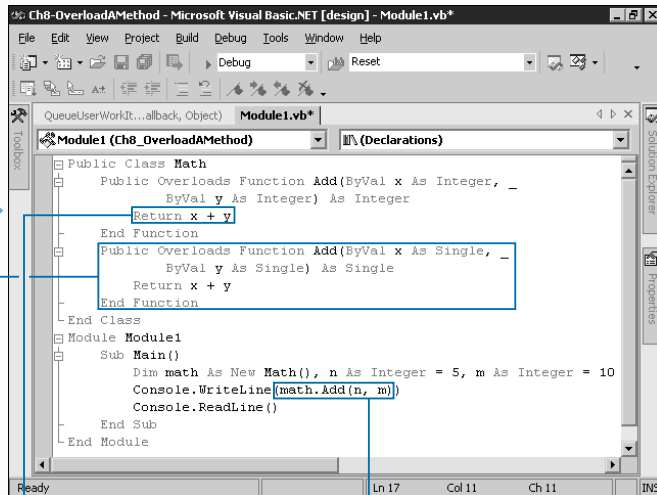 Ch8-OverloadAMethod - Microsoft Visual Basic.NET [design] - Module1.vb*
File Edit View Project Build Debug Tools Window Help
Debug Reset
QueueUserWorkIt...allback, Object) Module1.vb*
Module1 (Ch8_OverloadAMethod) (Declarations)
Toolbox
Solution Explorer
Properties
Public Class Math
Public Overloads Function Add(ByVal x As Integer, _
ByVal y As Integer) As Integer
Return x + y
End Function
Public Overloads Function Add(ByVal x As Single, _
ByVal y As Single) As Single
Return x + y
End Function
End Class
Module Module1
Sub Main()
Dim math As New Math(), n As Integer = 5, m As Integer = 10
Console.WriteLine(math.Add(n, m))
Console.ReadLine()
End Sub
End Module
Ready Ln 17 Col 11 Ch 11 INS